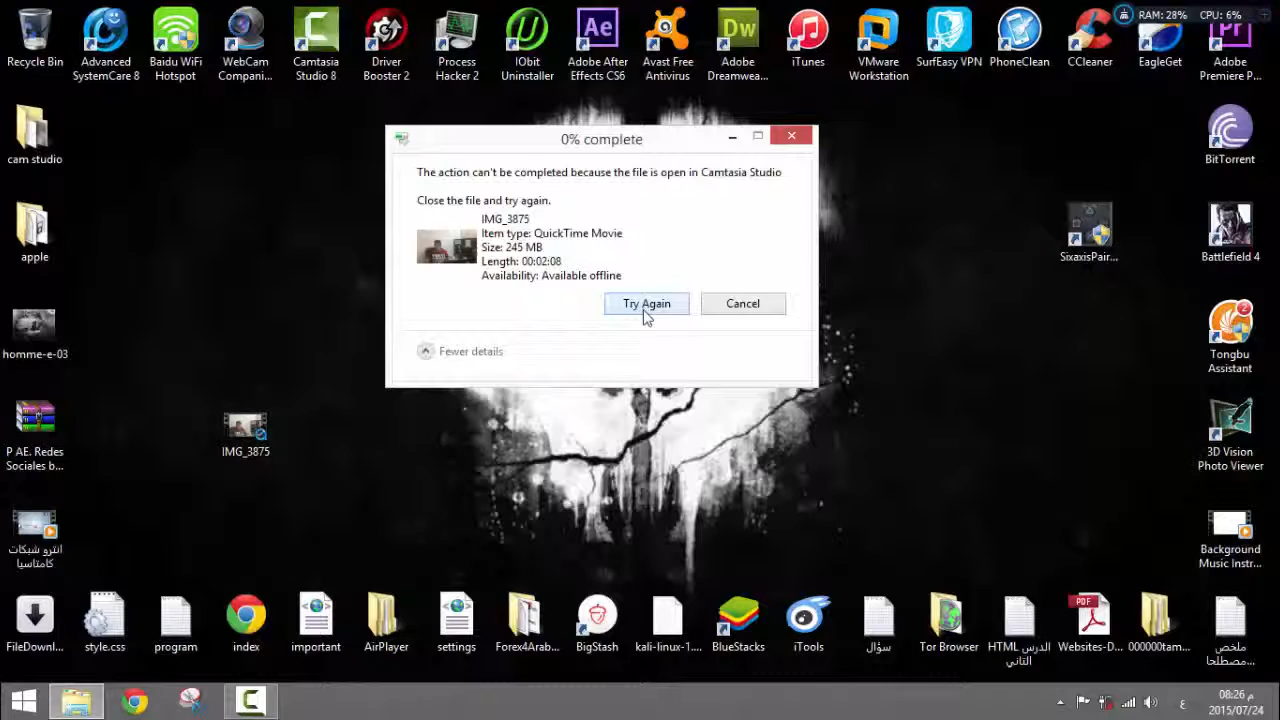 RAM: 28% CPU: 6%
Recycle Bin
Advanced
SystemCare 8
Baidu WiFi
Hotspot
WebCam
Compani...
Camtasia
Studio 8
Driver
Booster 2
Process
Hacker 2
IObit
Uninstaller
Ae
Adobe After
Effects CS6
Avast Free
Antivirus
Dw
Adobe
Dreamwea...
iTunes
VMware
Workstation
SurfEasy VPN
PhoneClean
CCleaner
EagleGet
Pr
Adobe
Premiere P...
cam studio
apple
homme-e-03
P AE. Redes
Sociales b...
انترو شبكات
كامتاسيا
IMG_3875
0% complete
The action can't be completed because the file is open in Camtasia Studio
Close the file and try again.
IMG_3875
Item type: QuickTime Movie
Size: 245 MB
Length: 00:02:08
Availability: Available offline
Try Again
Cancel
Fewer details
BitTorrent
SixaxisPair...
Battlefield 4
2
Tongbu
Assistant
3D Vision
Photo Viewer
Background
Music Instr...
FileDownl...
style.css
program
index
important
AirPlayer
settings
Forex4Arab...
BigStash
kali-linux-1....
BlueStacks
iTools
سؤال
Tor Browser
الدرس HTML
الثاني
PDF
Websites-D...
000000tam...
ملخص
مصطلحا...
ع
08:26 م
2015/07/24